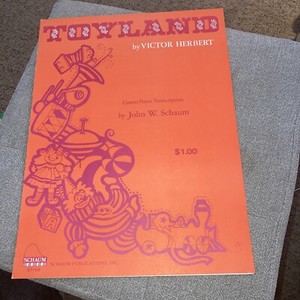 TOYLAND
by VICTOR HERBERT
by John W. Schaum
$1.00
SCHAUM